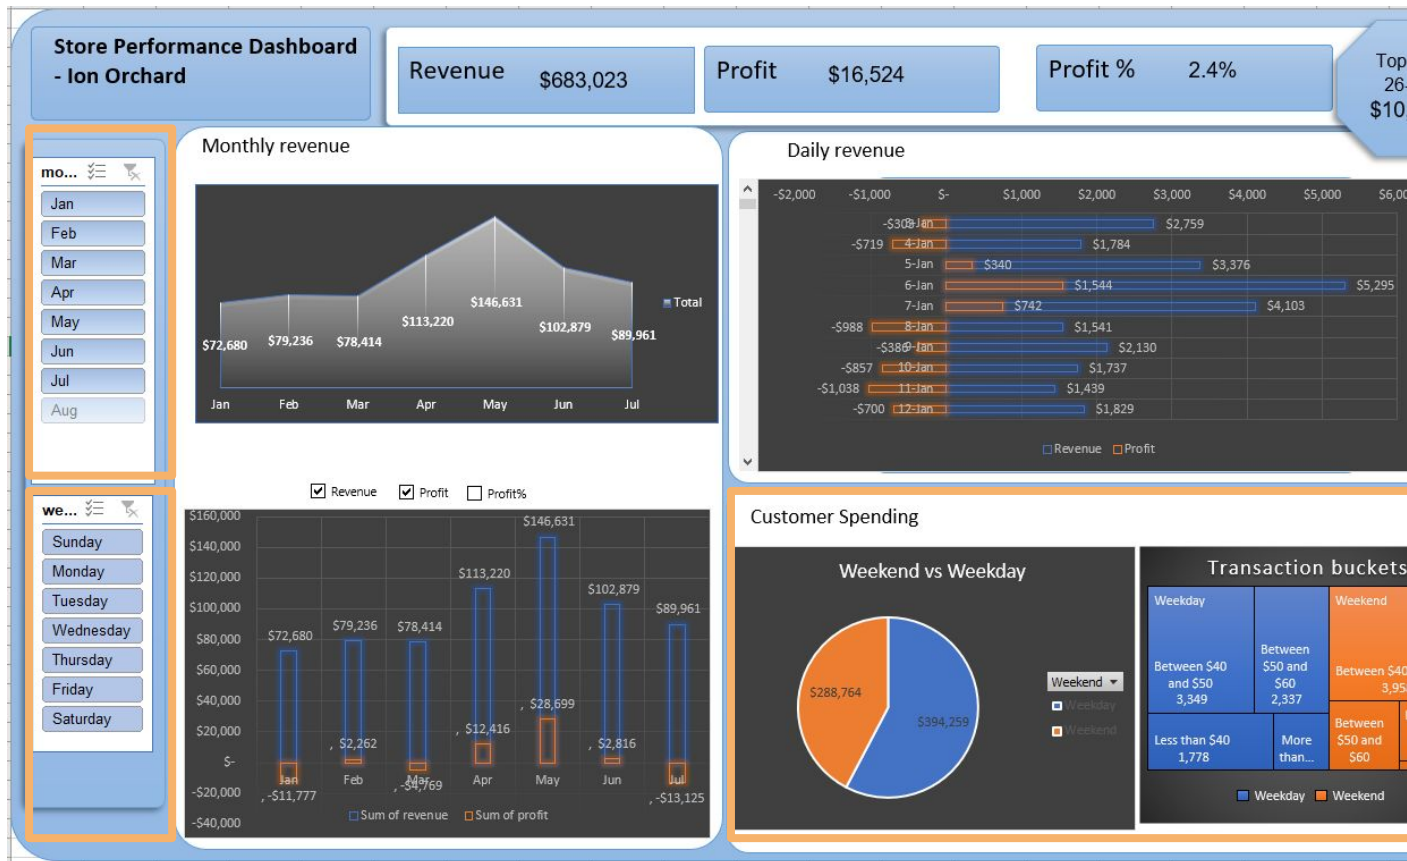 Store Performance Dashboard
- Ion Orchard
Revenue $683,023
Profit $16,524
Profit % 2.4%
Top
26-
$10
mo...
Jan
Feb
Mar
Apr
May
Jun
Jul
Aug
we...
Sunday
Monday
Tuesday
Wednesday
Thursday
Friday
Saturday
Monthly revenue
$72,680 $79,236 $78,414 $113,220 $146,631 $102,879 $89,961
Total
Jan Feb Mar Apr May Jun Jul
Revenue Profit Profit%
$160,000
$140,000
$120,000
$100,000
$80,000
$60,000
$40,000
$20,000
$-
-$20,000
-$40,000
$72,680 $79,236 $78,414 $113,220 $146,631 $102,879 $89,961
, -$11,777 , $2,262 , -$4,769 , $12,416 , $28,699 , $2,816 , -$13,125
Jan Feb Mar Apr May Jun Jul
Sum of revenue Sum of profit
Daily revenue
-$2,000 -$1,000 $- $1,000 $2,000 $3,000 $4,000 $5,000 $6,00
3-Jan $2,759
-$719 4-Jan $1,784
5-Jan $340 $3,376
6-Jan $1,544 $5,295
7-Jan $742 $4,103
-$988 8-Jan $1,541
-$386 9-Jan $2,130
-$857 10-Jan $1,737
-$1,038 11-Jan $1,439
-$700 12-Jan $1,829
Revenue Profit
Customer Spending
Weekend vs Weekday
$288,764
$394,259
Weekend
Weekday
Weekend
Transaction buckets
Weekday
Between $40
and $50
3,349
Between
$50 and
$60
2,337
Less than $40
1,778
More
than...
Weekend
Between $40
3,95
Between
$50 and
$60
Weekday Weekend